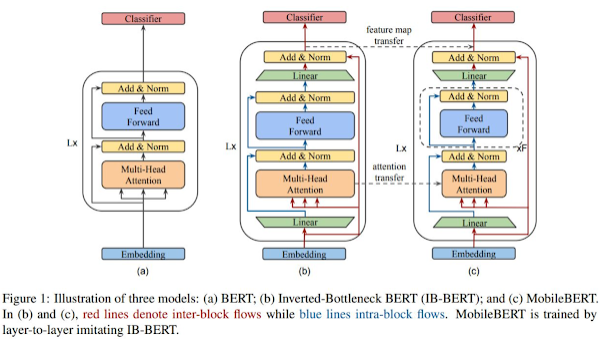 Classifier
Add & Norm
Feed
Forward
Lx
Add & Norm
Multi-Head
Attention
Embedding
(a)
Classifier
Add & Norm
Linear
Add & Norm
Feed
Forward
Lx
Add & Norm
Multi-Head
Attention
Linear
Embedding
(b)
feature map
transfer
Lx
attention
transfer
Classifier
Add & Norm
Linear
Add & Norm
Feed
Forward
xF
Add & Norm
Multi-Head
Attention
Linear
Embedding
(c)
Figure 1: Illustration of three models: (a) BERT; (b) Inverted-Bottleneck BERT (IB-BERT); and (c) MobileBERT.
In (b) and (c), red lines denote inter-block flows while blue lines intra-block flows. MobileBERT is trained by
layer-to-layer imitating IB-BERT.